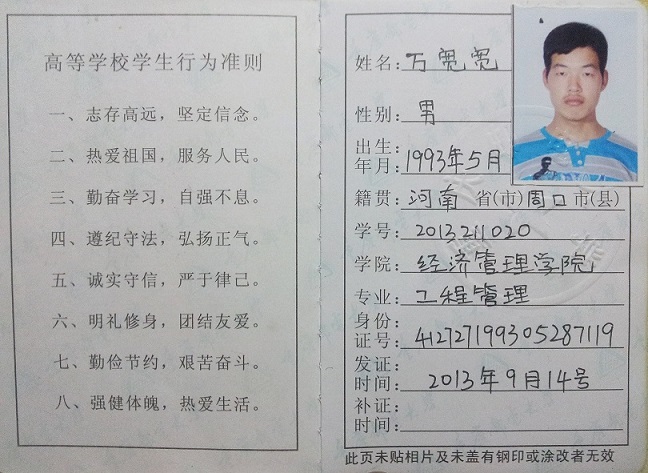 高等学校学生行为准则
一、志存高远，坚定信念。
二、热爱祖国，服务人民。
三、勤奋学习，自强不息。
四、遵纪守法，弘扬正气。
五、诚实守信，严于律己。
六、明礼修身，团结友爱。
七、勤俭节约，艰苦奋斗。
八、强健体魄，热爱生活。
姓名：万宽宽
性别：男
出生年月：1993年5月
籍贯：河南 省(市) 周口 市(县)
学号：2013211020
学院：经济管理学院
专业：工程管理
身份证号：412727199305287119
发证时间：2013年9月14号
补证时间：
此页未贴相片及未盖有钢印或涂改者无效